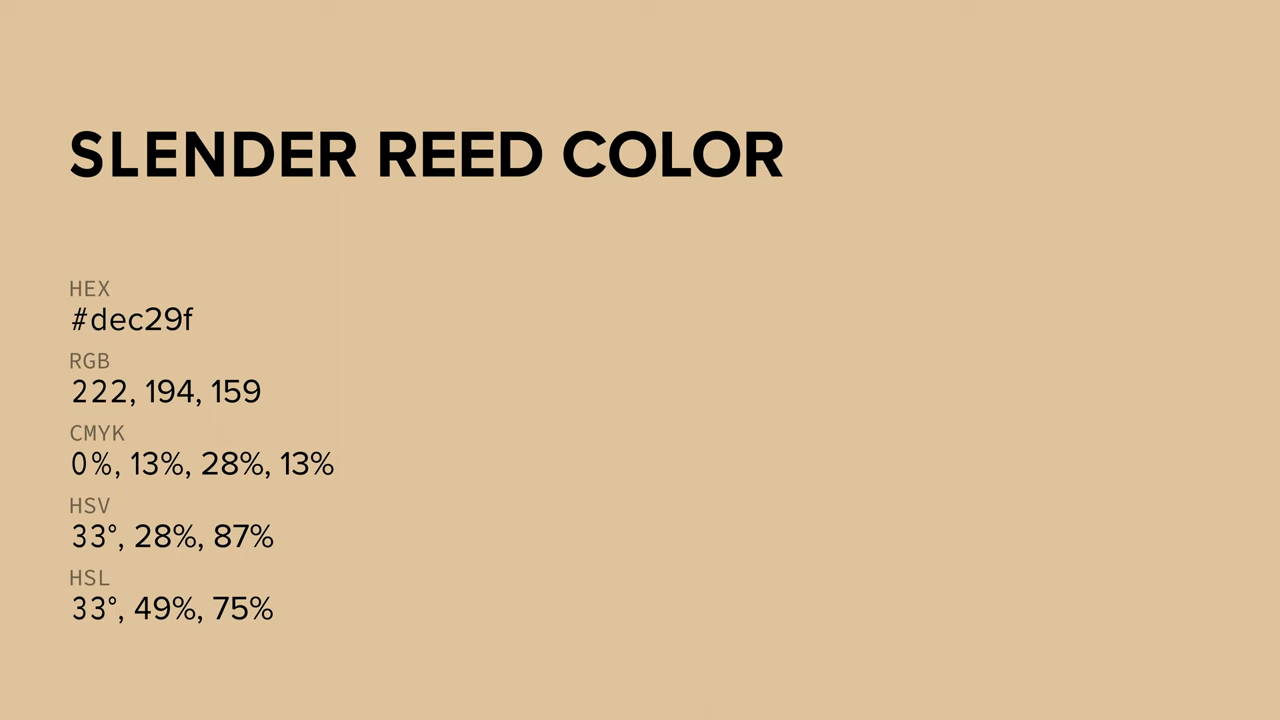 SLENDER REED COLOR
HEX
#dec29f
RGB
222, 194, 159
CMYK
0%, 13%, 28%, 13%
HSV
33°, 28%, 87%
HSL
33°, 49%, 75%